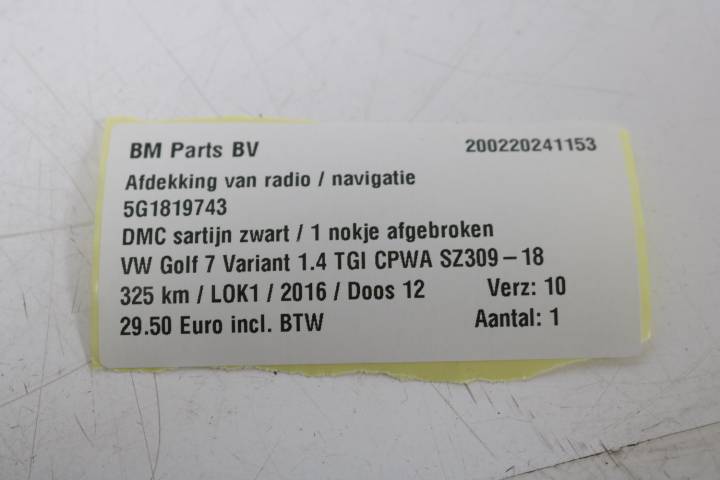 BM Parts BV 200220241153
Afdekking van radio / navigatie
5G1819743
DMC sartijn zwart / 1 nokje afgebroken
VW Golf 7 Variant 1.4 TGI CPWA SZ309-18
325 km / LOK1 / 2016 / Doos 12 Verz: 10
29.50 Euro incl. BTW Aantal: 1